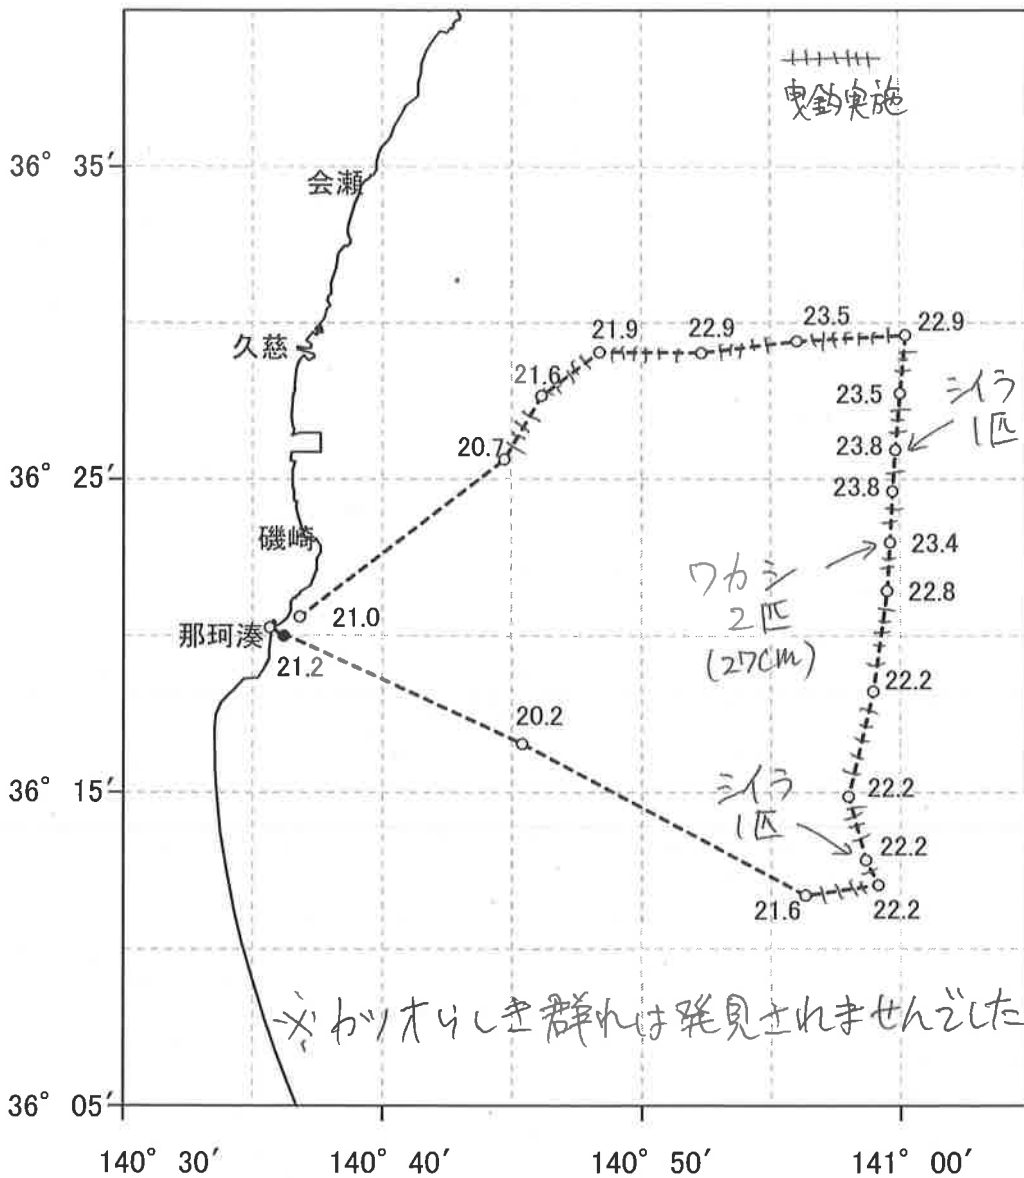 曳釣実施
36° 35′
会瀬
久慈
21.9
22.9
23.5
22.9
21.6
23.5
シイラ
1匹
20.7
23.8
36° 25′
23.8
磯崎
23.4
ワカシ
2匹
(27cm)
22.8
21.0
那珂湊
21.2
22.2
20.2
36° 15′
シイラ
1匹
22.2
22.2
21.6
22.2
※カツオらしき群れは発見されませんでした
36° 05′
140° 30′
140° 40′
140° 50′
141° 00′